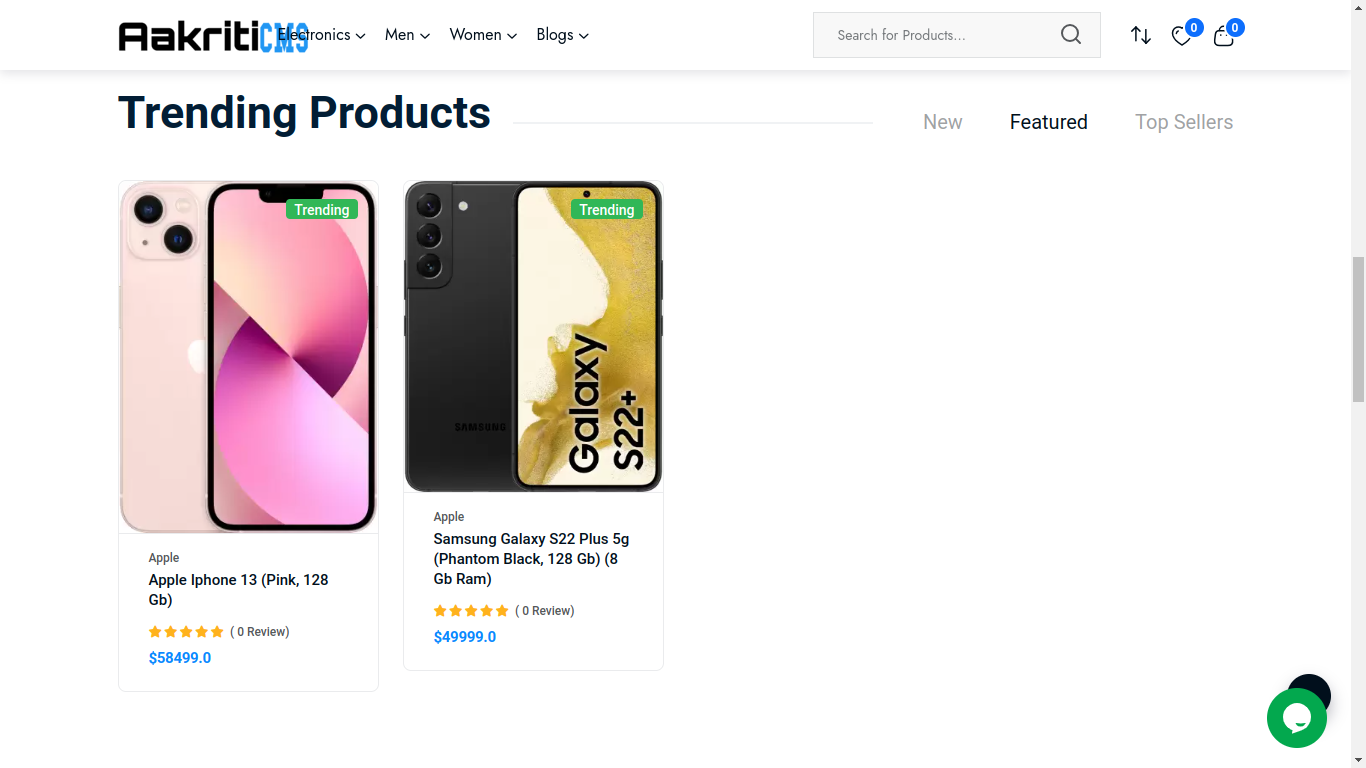 AakritiCMS
Electronics
Men
Women
Blogs
Search for Products...
0
0
Trending Products
New
Featured
Top Sellers
Trending
Trending
SAMSUNG
Galaxy
S22+
Apple
Apple Iphone 13 (Pink, 128
Gb)
( 0 Review)
$58499.0
Apple
Samsung Galaxy S22 Plus 5g
(Phantom Black, 128 Gb) (8
Gb Ram)
( 0 Review)
$49999.0